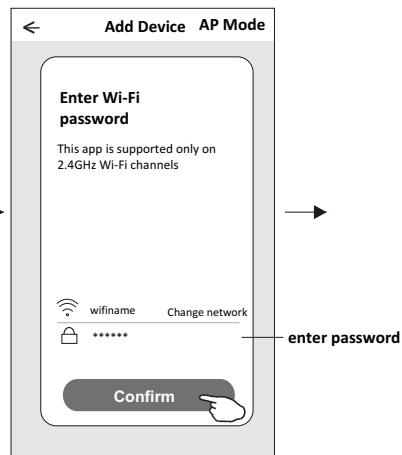 Add Device AP Mode
Enter Wi-Fi
password
This app is supported only on
2.4GHz Wi-Fi channels
wifiname Change network
******
enter password
Confirm